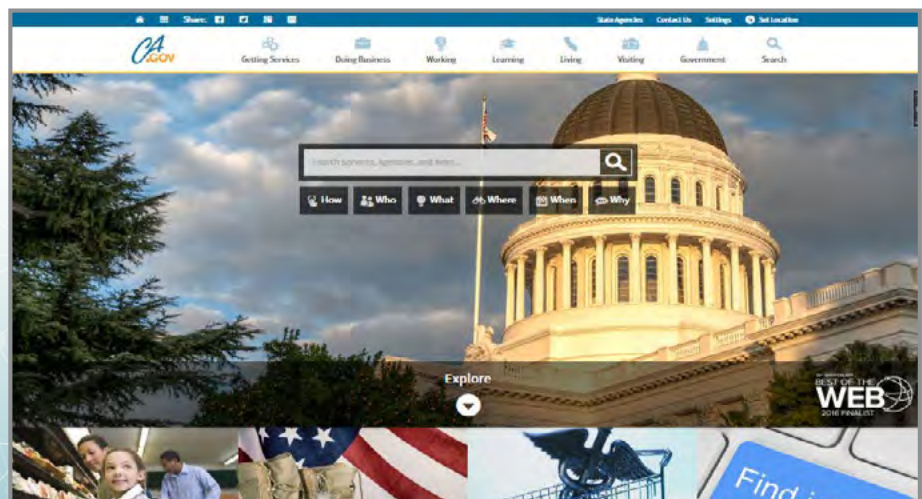 Share:
State Agencies Contact Us Settings Set Location
CA.GOV
Getting Services Doing Business Working Learning Living Visiting Government Search
Search services, agencies, and more...
How Who What Where When Why
Explore
BEST OF THE
WEB
2016 FINALIST
Find